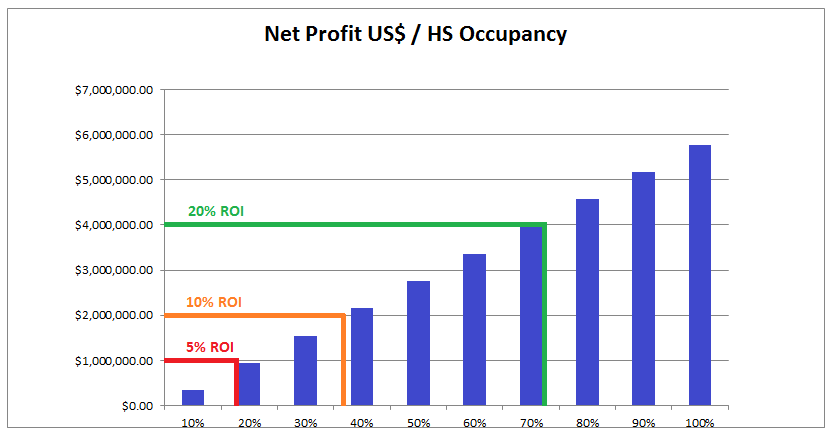 Net Profit US$ / HS Occupancy
$7,000,000.00
$6,000,000.00
$5,000,000.00
20% ROI
$4,000,000.00
$3,000,000.00
10% ROI
$2,000,000.00
5% ROI
$1,000,000.00
$0.00
10% 20% 30% 40% 50% 60% 70% 80% 90% 100%